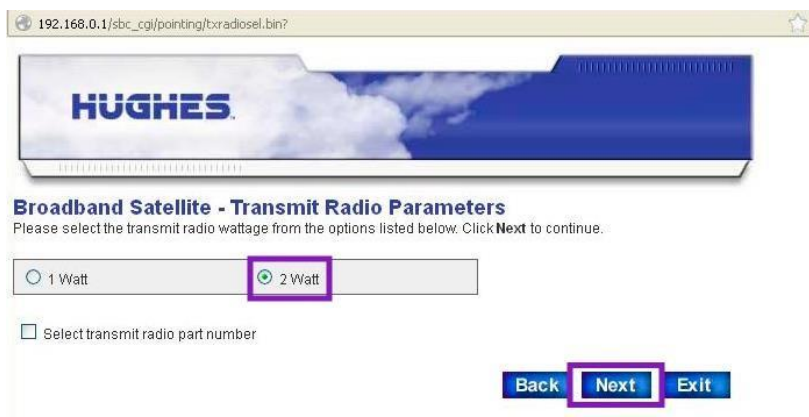 192.168.0.1/sbc_cgi/pointing/txradiosel.bin?
HUGHES.
Broadband Satellite - Transmit Radio Parameters
Please select the transmit radio wattage from the options listed below. Click Next to continue.
1 Watt 2 Watt
Select transmit radio part number
Back Next Exit